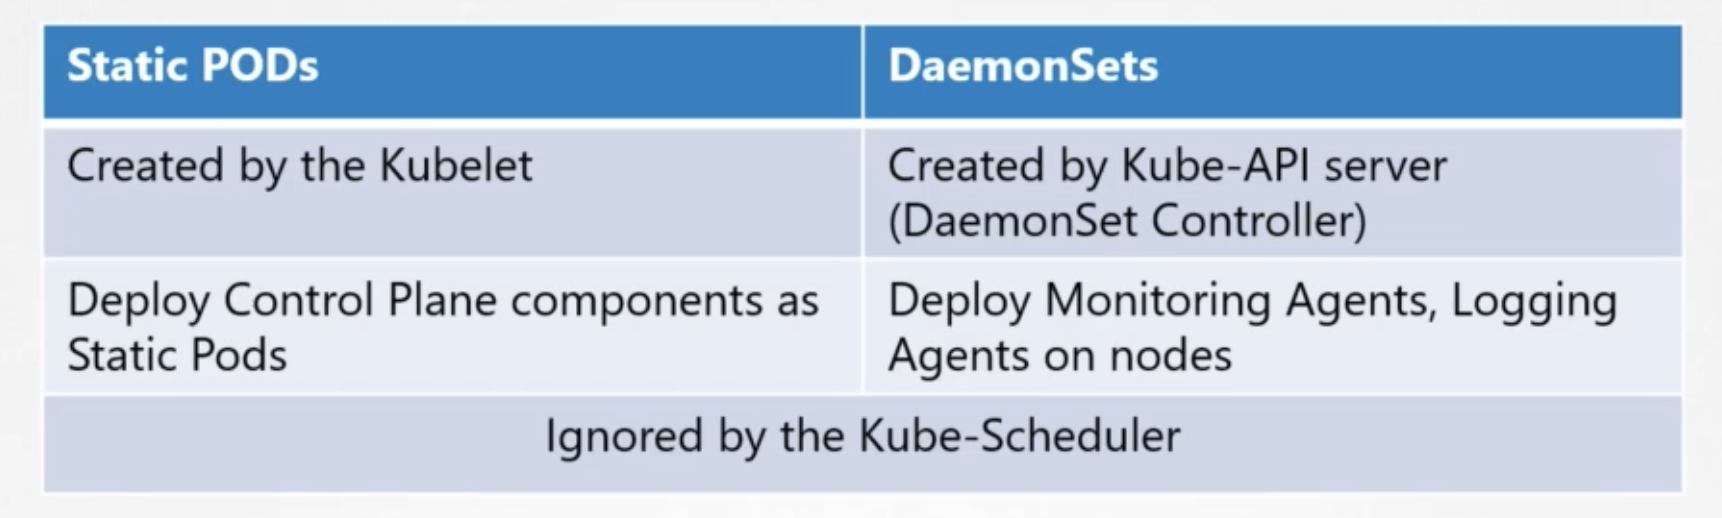 Static PODs
DaemonSets
Created by the Kubelet
Created by Kube-API server
(DaemonSet Controller)
Deploy Control Plane components as
Static Pods
Deploy Monitoring Agents, Logging
Agents on nodes
Ignored by the Kube-Scheduler